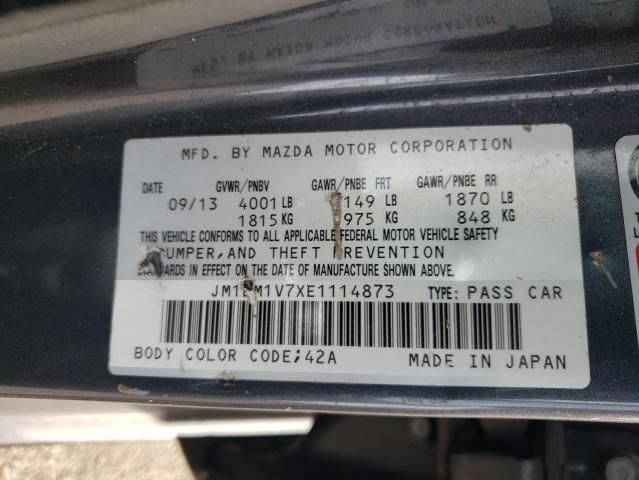 MFD. BY MAZDA MOTOR CORPORATION
DATE GVWR/PNBV GAWR/PNBE FRT GAWR/PNBE RR
09/13 4001 LB LB 1870 LB
1815 KG 975 KG 848 KG
THIS VEHICLE CONFORMS TO ALL APPLICABLE FEDERAL MOTOR VEHICLE SAFETY
BUMPER, AND THEFT PREVENTION
STANDARDS IN EFFECT ON THE DATE OF MANUFACTURE SHOWN ABOVE.
TYPE: PASS CAR
BODY COLOR CODE;42A MADE IN JAPAN